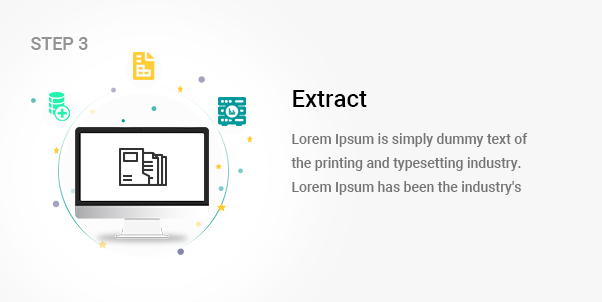 STEP 3
Extract
Lorem Ipsum is simply dummy text of
the printing and typesetting industry.
Lorem Ipsum has been the industry's